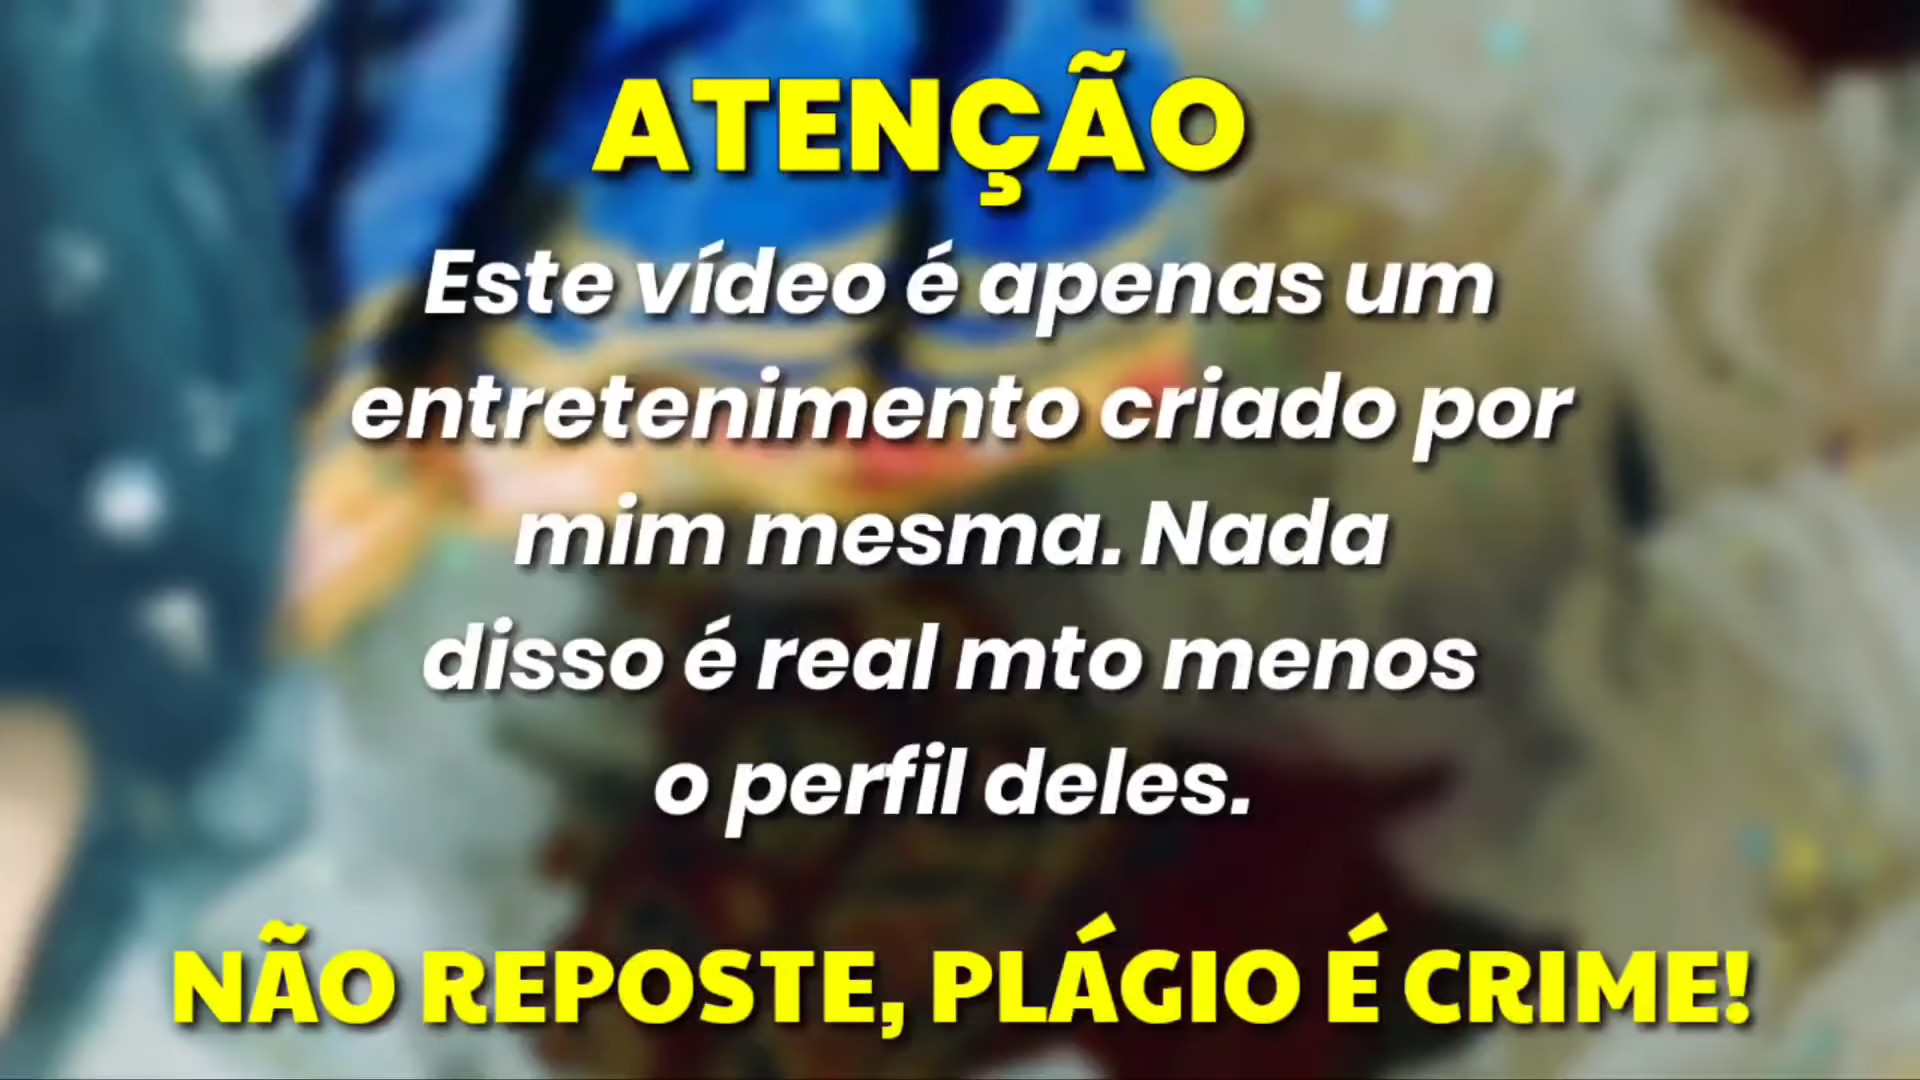 ATENÇÃO
Este vídeo é apenas um
entretenimento criado por
mim mesma. Nada
disso é real mto menos
o perfil deles.
NÃO REPOSTE, PLÁGIO É CRIME!